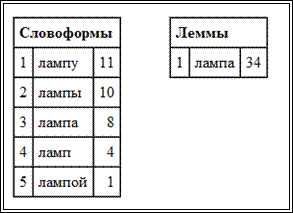 Словоформы
1 лампу 11
2 лампы 10
3 лампа 8
4 ламп 4
5 лампой 1
Леммы
1 лампа 34